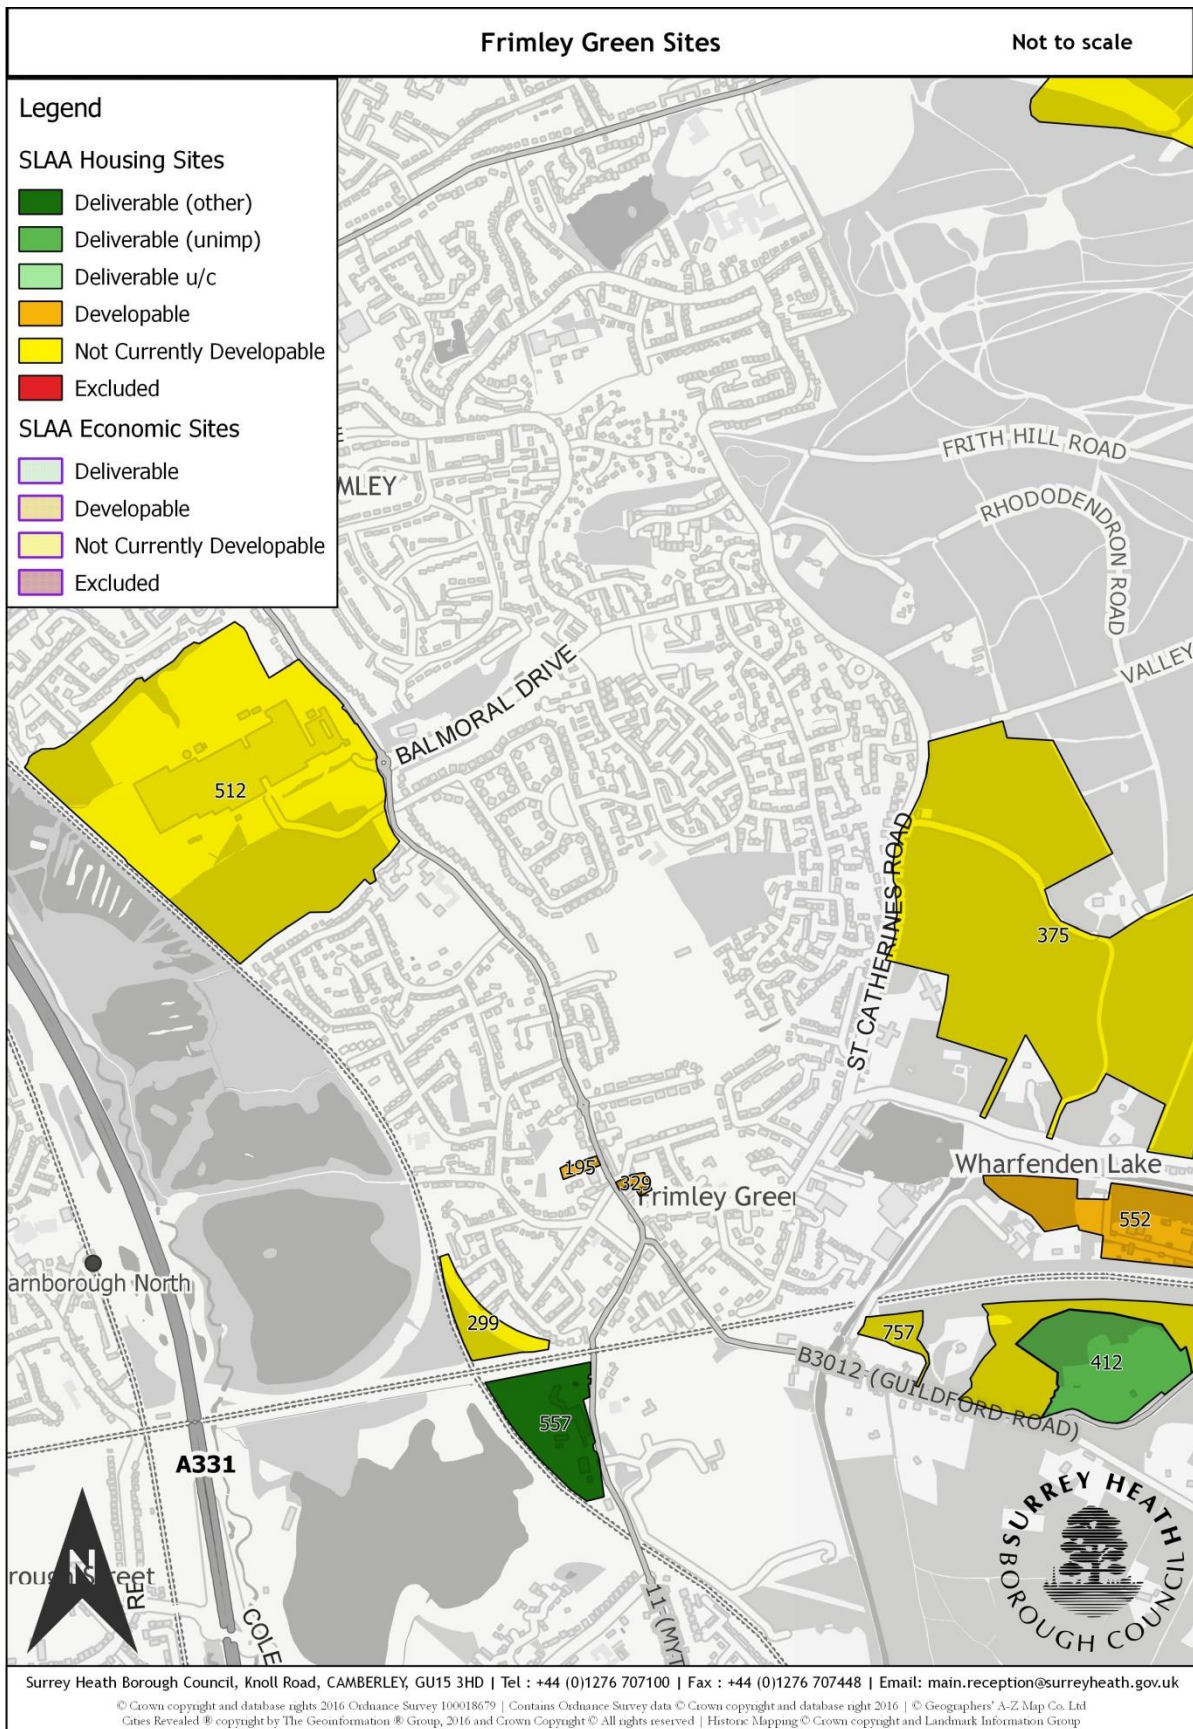 Frimley Green Sites
Not to scale
Legend
SLAA Housing Sites
Deliverable (other)
Deliverable (unimp)
Deliverable u/c
Developable
Not Currently Developable
Excluded
SLAA Economic Sites
Deliverable
Developable
Not Currently Developable
Excluded
MLEY
FRITH HILL ROAD
RHODODENDRON ROAD
VALLEY
BALMORAL DRIVE
512
ST CATHERINES ROAD
375
195
329
Frimley Green
Wharfenden Lake
552
arnborough North
299
757
412
B3012 (GUILDFORD ROAD)
557
A331
N
rough Street
RE
COLE
11 (MYT
SURREY HEATH
BOROUGH COUNCIL
Surrey Heath Borough Council, Knoll Road, CAMBERLEY, GU15 3HD | Tel : +44 (0)1276 707100 | Fax : +44 (0)1276 707448 | Email: main.reception@surreyheath.gov.uk
© Crown copyright and database rights 2016 Ordnance Survey 100018679 | Contains Ordnance Survey data © Crown copyright and database right 2016 | © Geographers' A-Z Map Co. Ltd
Cities Revealed ® copyright by The Geoinformation ® Group, 2016 and Crown Copyright © All rights reserved | Historic Mapping © Crown copyright and Landmark Information Group